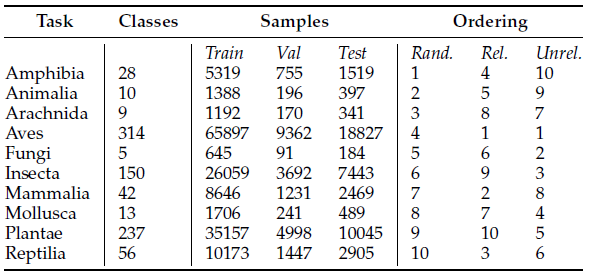 Task Classes Samples Ordering
Train Val Test Rand. Rel. Unrel.
Amphibia 28 5319 755 1519 1 4 10
Animalia 10 1388 196 397 2 5 9
Arachnida 9 1192 170 341 3 8 7
Aves 314 65897 9362 18827 4 1 1
Fungi 5 645 91 184 5 6 2
Insecta 150 26059 3692 7443 6 9 3
Mammalia 42 8646 1231 2469 7 2 8
Mollusca 13 1706 241 489 8 7 4
Plantae 237 35157 4998 10045 9 10 5
Reptilia 56 10173 1447 2905 10 3 6